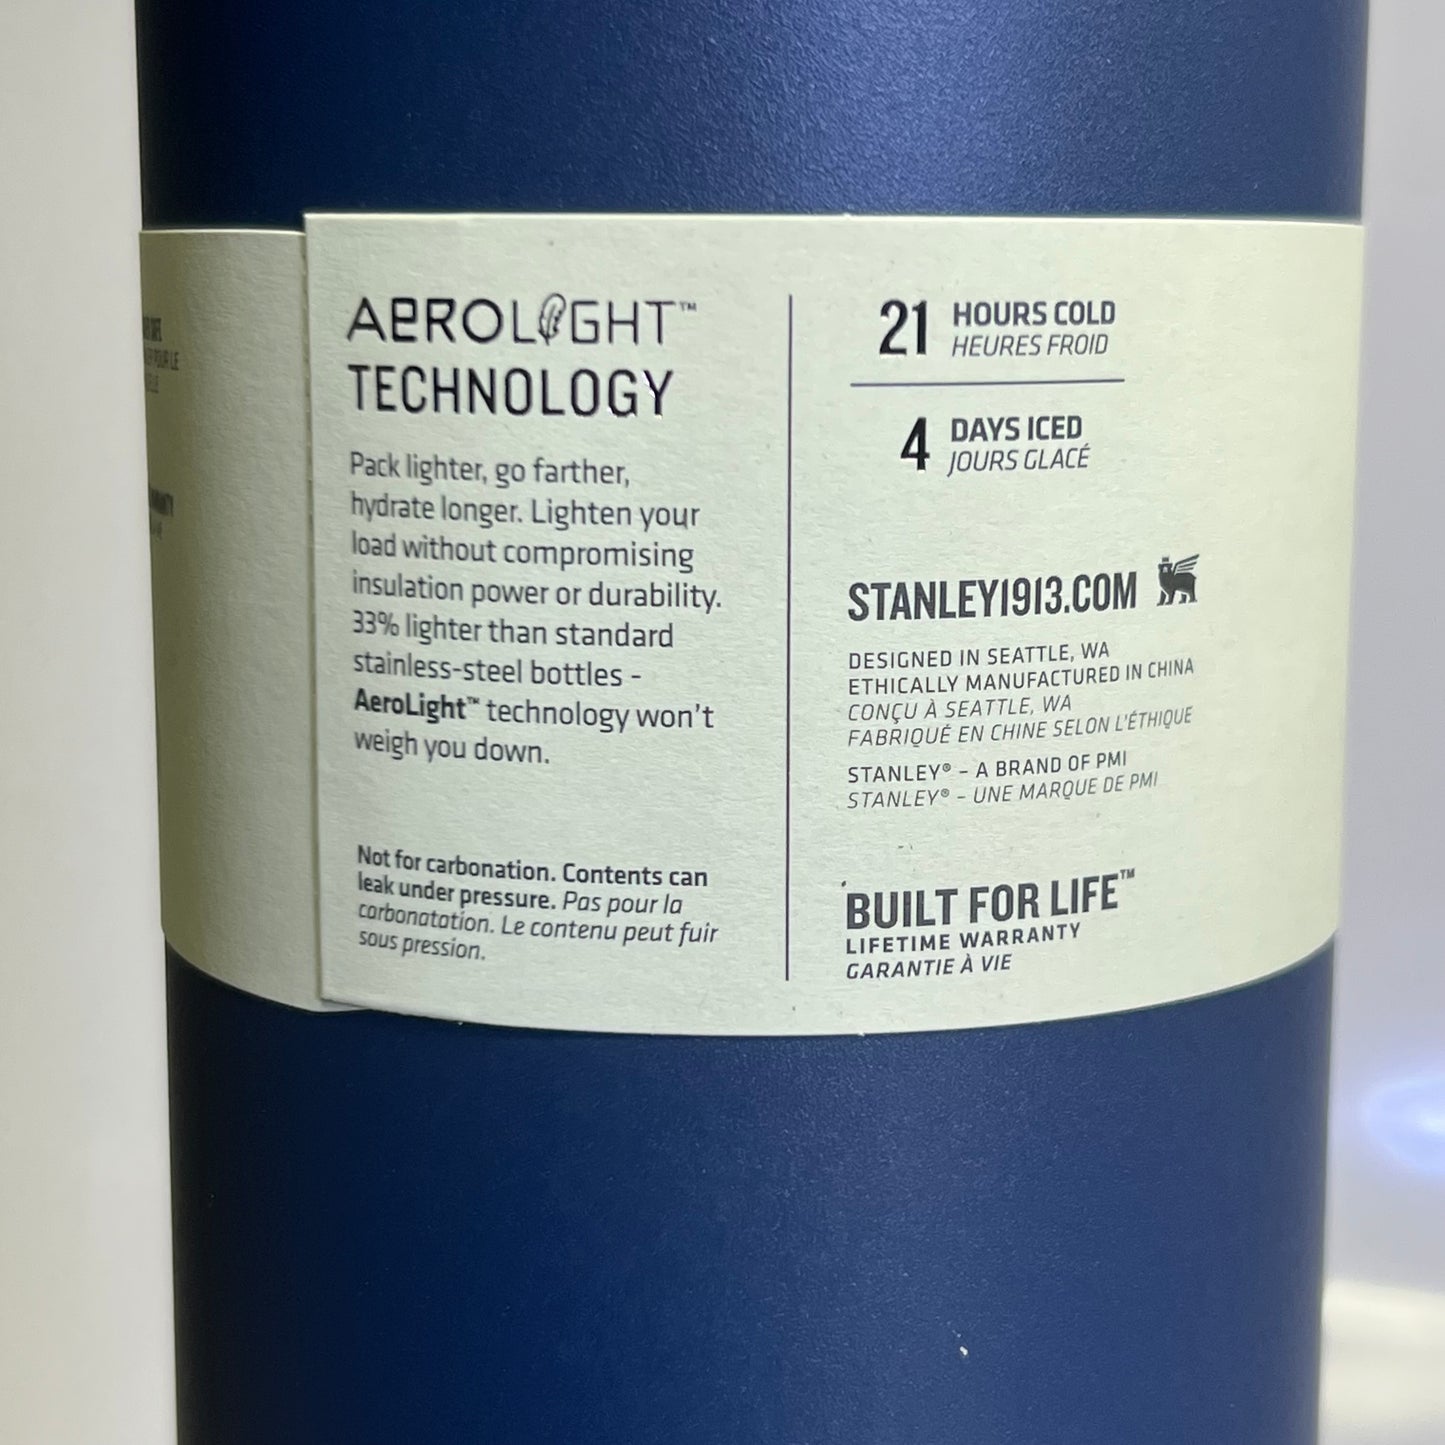 AEROLIGHT™
TECHNOLOGY
Pack lighter, go farther,
hydrate longer. Lighten your
load without compromising
insulation power or durability.
33% lighter than standard
stainless-steel bottles -
AeroLight™ technology won't
weigh you down.
Not for carbonation. Contents can
leak under pressure. Pas pour la
carbonatation. Le contenu peut fuir
sous pression.
21 HOURS COLD
HEURES FROID
4 DAYS ICED
JOURS GLACÉ
STANLEY1913.COM
DESIGNED IN SEATTLE, WA
ETHICALLY MANUFACTURED IN CHINA
CONÇU À SEATTLE, WA
FABRIQUÉ EN CHINE SELON L'ÉTHIQUE
STANLEY® – A BRAND OF PMI
STANLEY® – UNE MARQUE DE PMI
BUILT FOR LIFE™
LIFETIME WARRANTY
GARANTIE À VIE